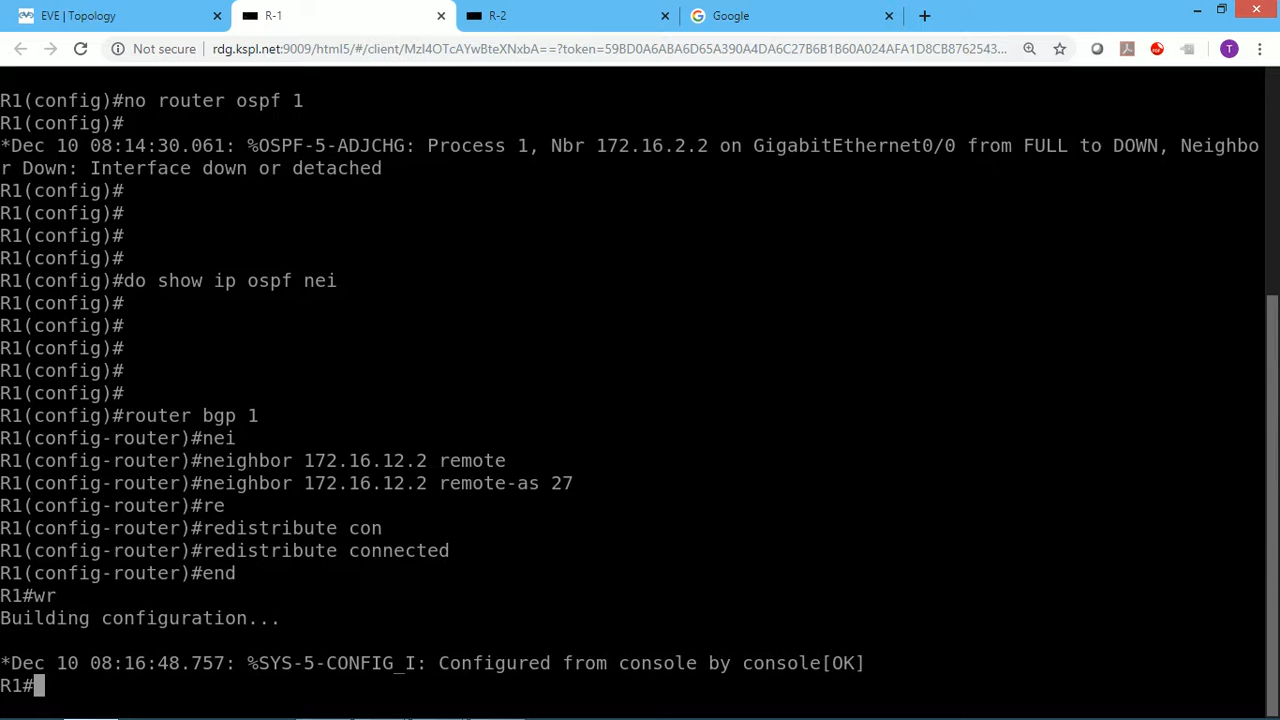 EVE | Topology
R-1
R-2
Google
Not secure
rdg.kspl.net:9009/html5/#/client/MzI4OTcAYwBteXNxbA==?token=59BD0A6ABA6D65A390A4DA6C27B6B1B60A024AFA1D8CB8762543...
T
R1(config)#no router ospf 1
R1(config)#
*Dec 10 08:14:30.061: %OSPF-5-ADJCHG: Process 1, Nbr 172.16.2.2 on GigabitEthernet0/0 from FULL to DOWN, Neighbo
r Down: Interface down or detached
R1(config)#
R1(config)#
R1(config)#
R1(config)#
R1(config)#do show ip ospf nei
R1(config)#
R1(config)#
R1(config)#
R1(config)#
R1(config)#
R1(config)#router bgp 1
R1(config-router)#nei
R1(config-router)#neighbor 172.16.12.2 remote
R1(config-router)#neighbor 172.16.12.2 remote-as 27
R1(config-router)#re
R1(config-router)#redistribute con
R1(config-router)#redistribute connected
R1(config-router)#end
R1#wr
Building configuration...
*Dec 10 08:16:48.757: %SYS-5-CONFIG_I: Configured from console by console[OK]
R1#